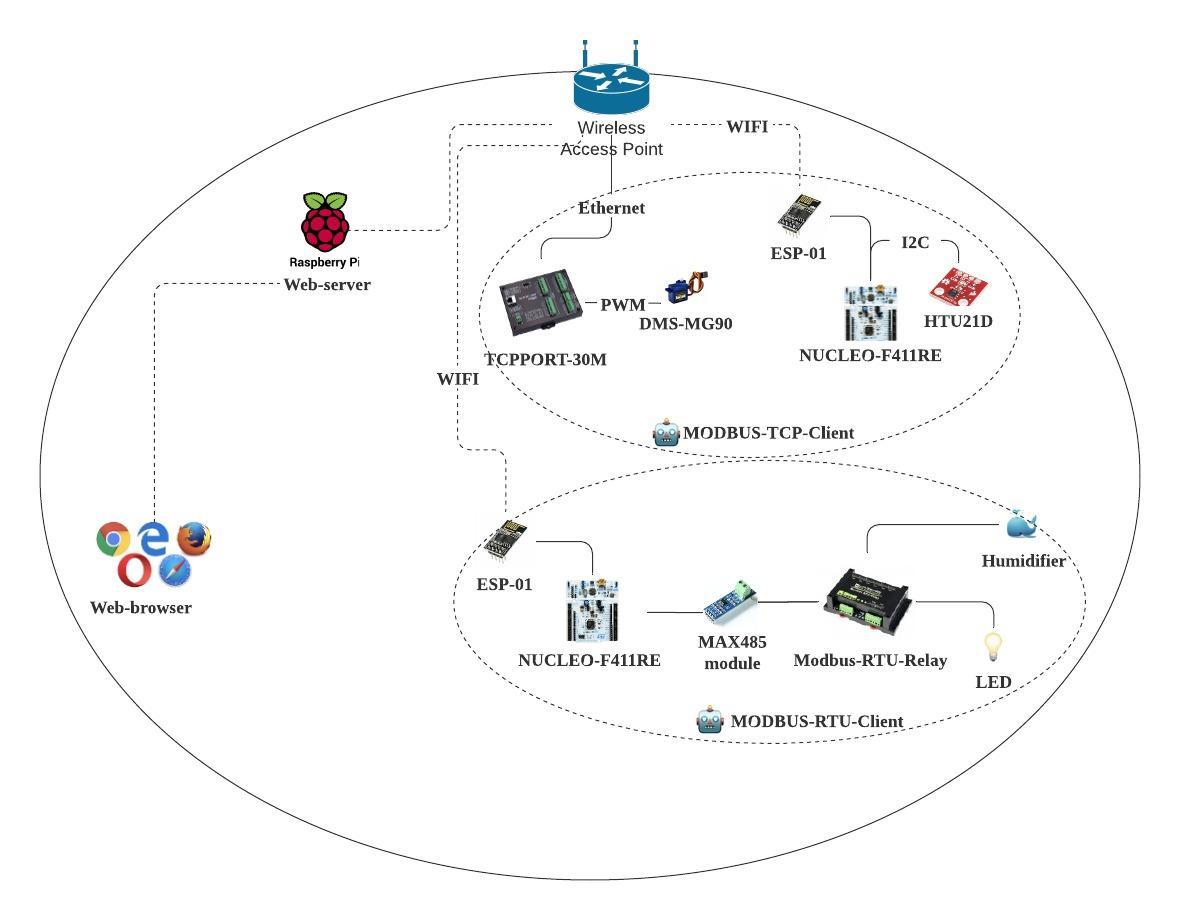 Wireless
Access Point
WIFI
Ethernet
ESP-01
I2C
Raspberry Pi
Web-server
PWM
DMS-MG90
HTU21D
TCPPORT-30M
NUCLEO-F411RE
WIFI
MODBUS-TCP-Client
Humidifier
ESP-01
Web-browser
MAX485
module
NUCLEO-F411RE
Modbus-RTU-Relay
LED
MODBUS-RTU-Client